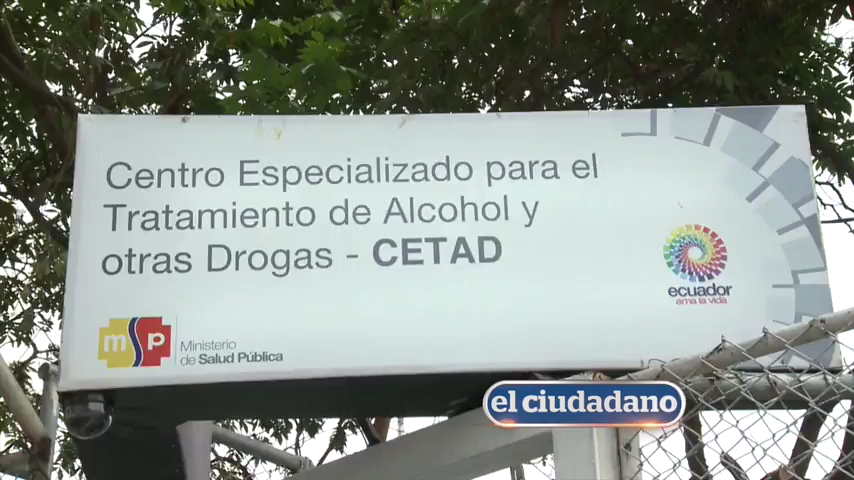 Centro Especializado para el
Tratamiento de Alcohol y
otras Drogas - CETAD
ecuador
ama la vida
msp
Ministerio
de Salud Pública
el ciudadano